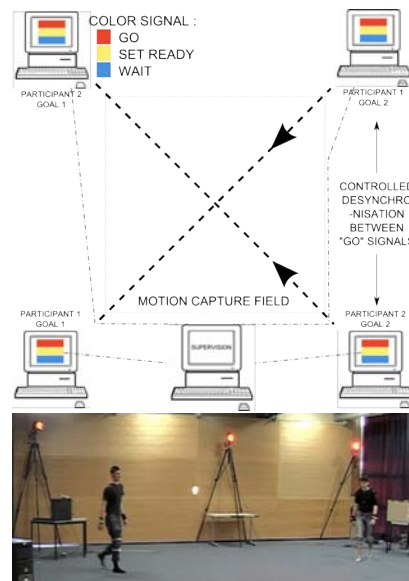 COLOR SIGNAL :
GO
SET READY
WAIT
PARTICIPANT 2
GOAL 1
PARTICIPANT 1
GOAL 2
CONTROLLED
DESYNCHRO
-NISATION
BETWEEN
"GO" SIGNALS
MOTION CAPTURE FIELD
PARTICIPANT 1
GOAL 1
SUPERVISION
PARTICIPANT 2
GOAL 2